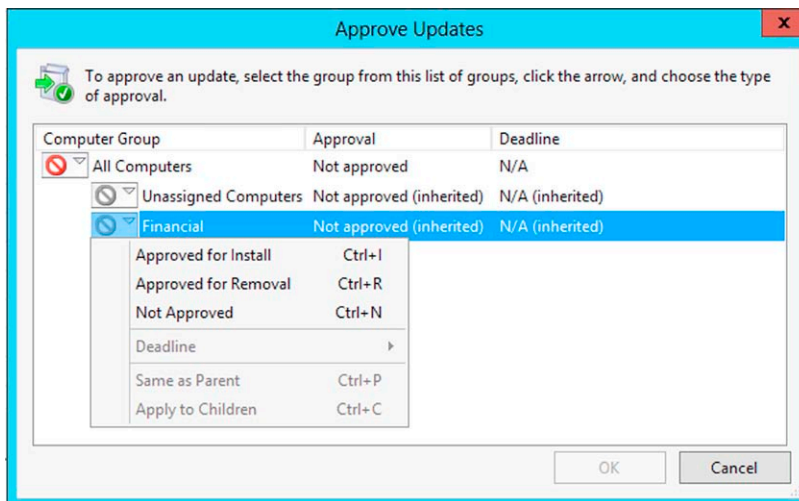 Approve Updates
x
To approve an update, select the group from this list of groups, click the arrow, and choose the type
of approval.
Computer Group Approval Deadline
All Computers Not approved N/A
Unassigned Computers Not approved (inherited) N/A (inherited)
Financial Not approved (inherited) N/A (inherited)
Approved for Install Ctrl+I
Approved for Removal Ctrl+R
Not Approved Ctrl+N
Deadline
Same as Parent Ctrl+P
Apply to Children Ctrl+C
OK Cancel